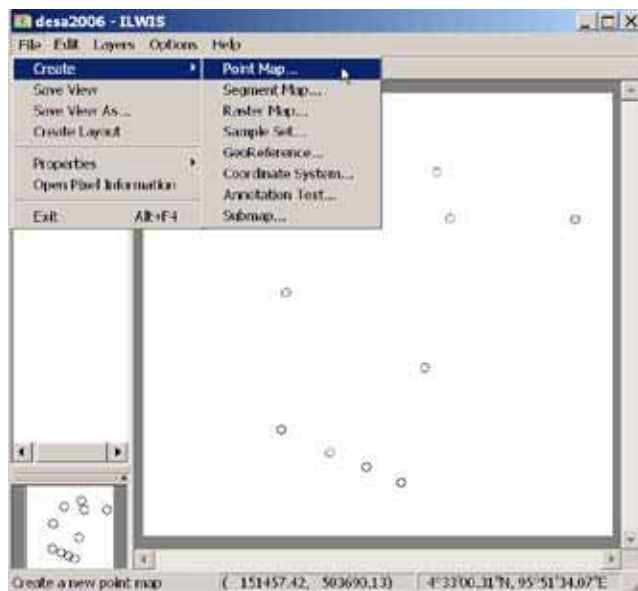 desa2006 - ILWIS
File Edit Layers Options Help
Create
Save View
Save View As...
Create Layout
Properties
Open Pixel Information
Exit Alt+F4
Point Map...
Segment Map...
Raster Map...
Sample Set...
GeoReference...
Coordinate System...
Annotation Text...
Submap...
Create a new point map ( 151457.42, 503690.13) 4°33'00.31"N, 95°51'34.07"E